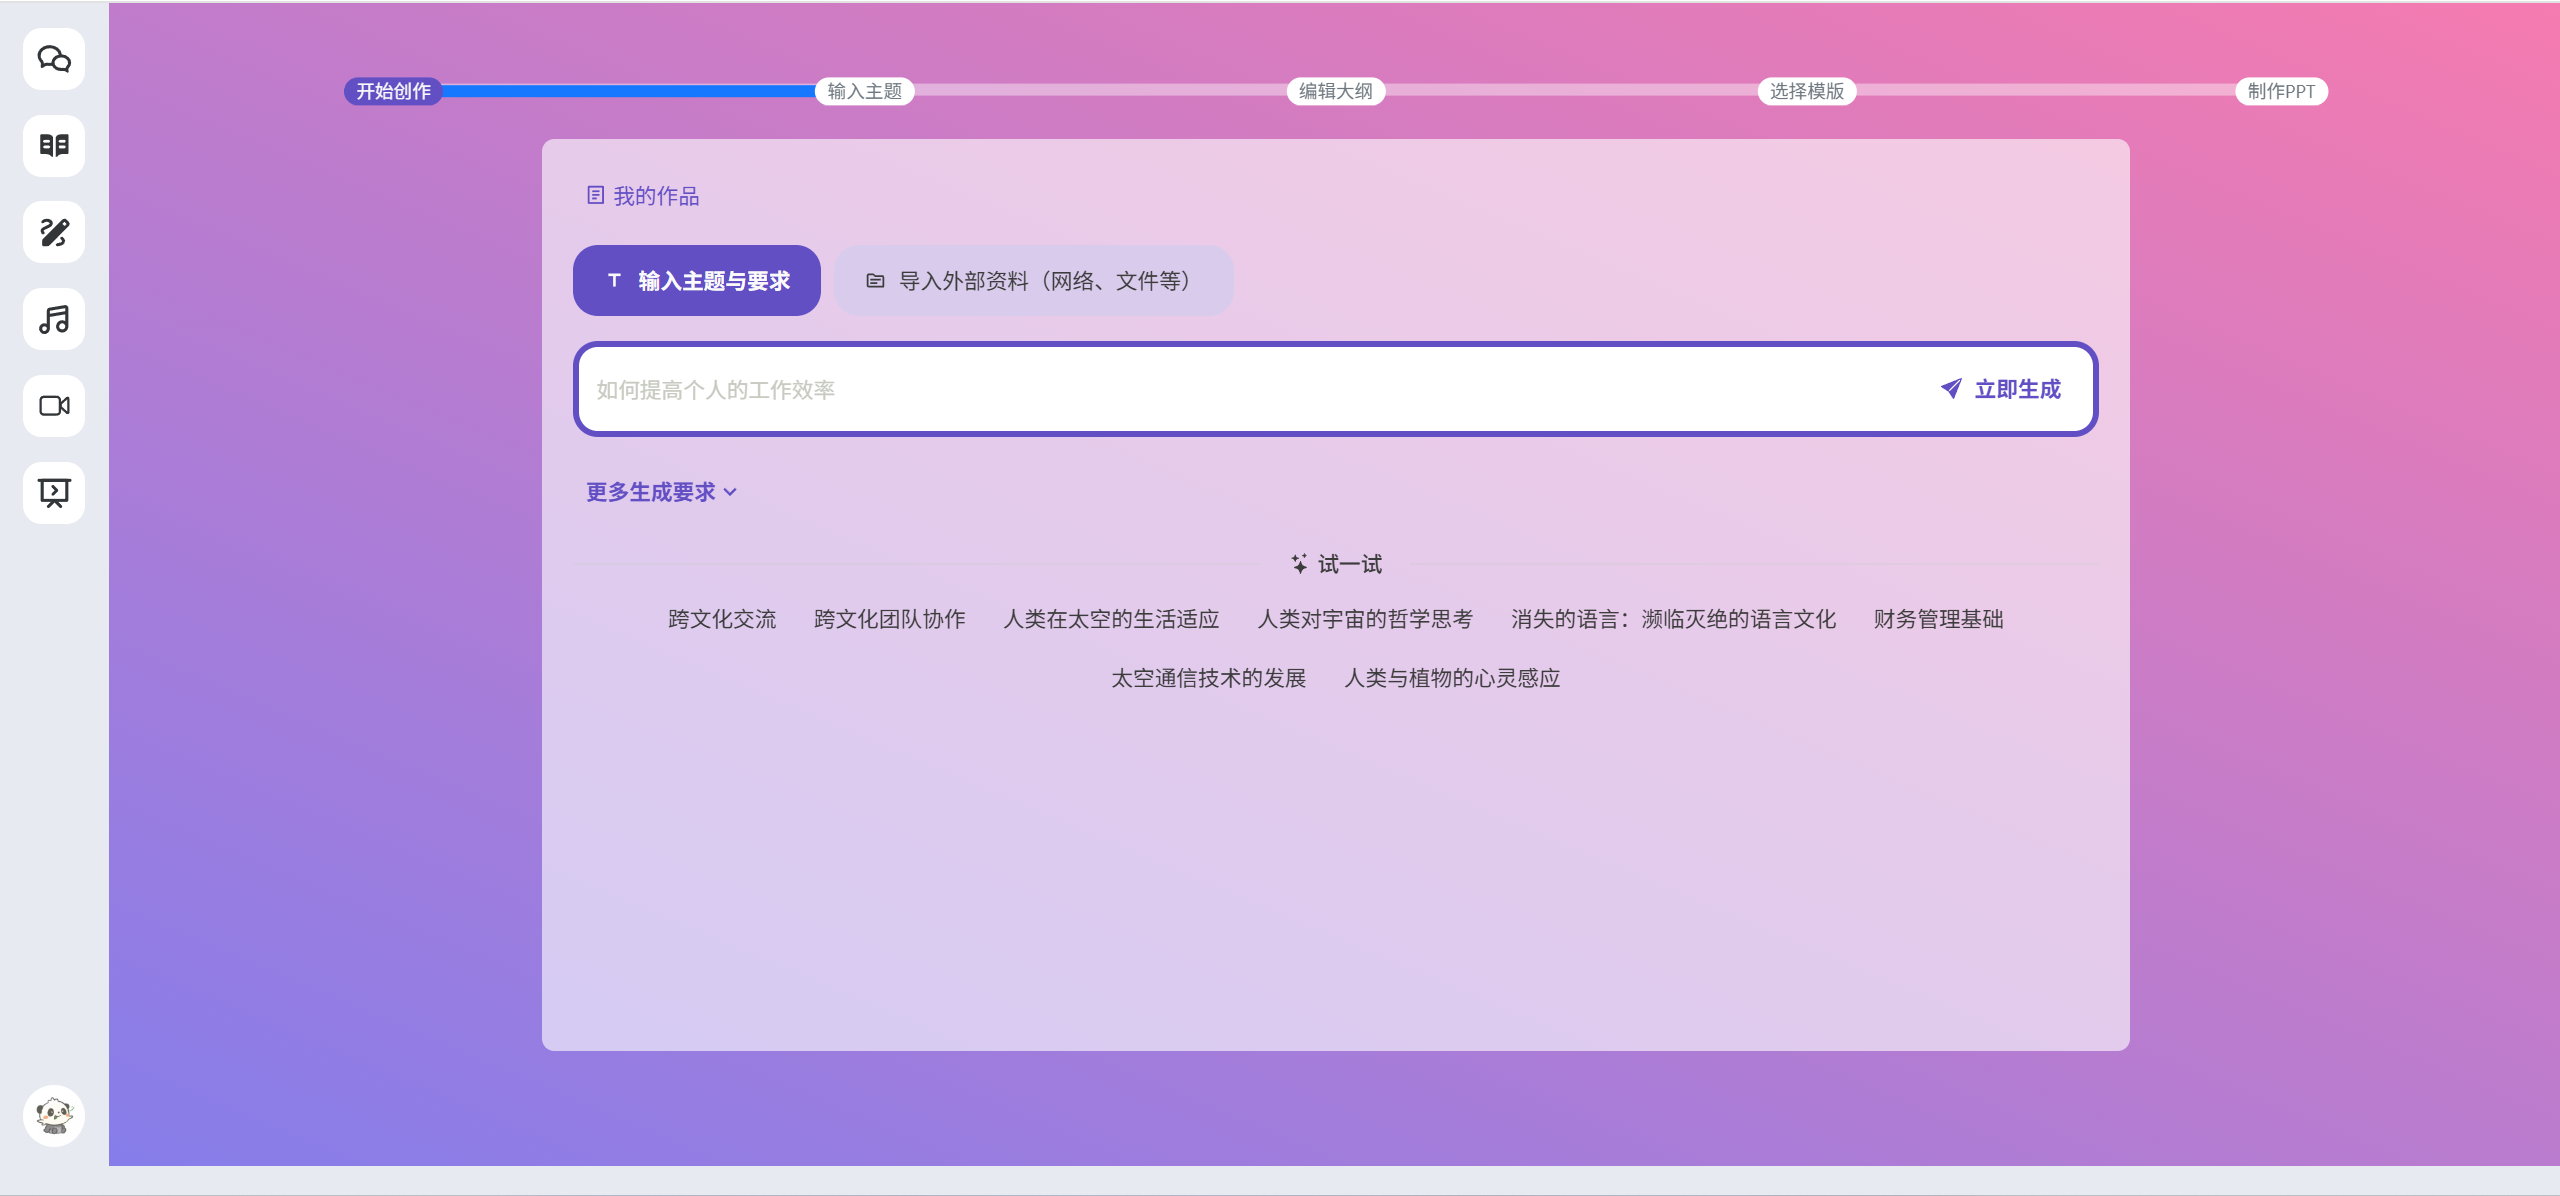 开始创作 输入主题 编辑大纲 选择模版 制作PPT
我的作品
输入主题与要求 导入外部资料（网络、文件等）
如何提高个人的工作效率 立即生成
更多生成要求
试一试
跨文化交流 跨文化团队协作 人类在太空的生活适应 人类对宇宙的哲学思考 消失的语言：濒临灭绝的语言文化 财务管理基础
太空通信技术的发展 人类与植物的心灵感应